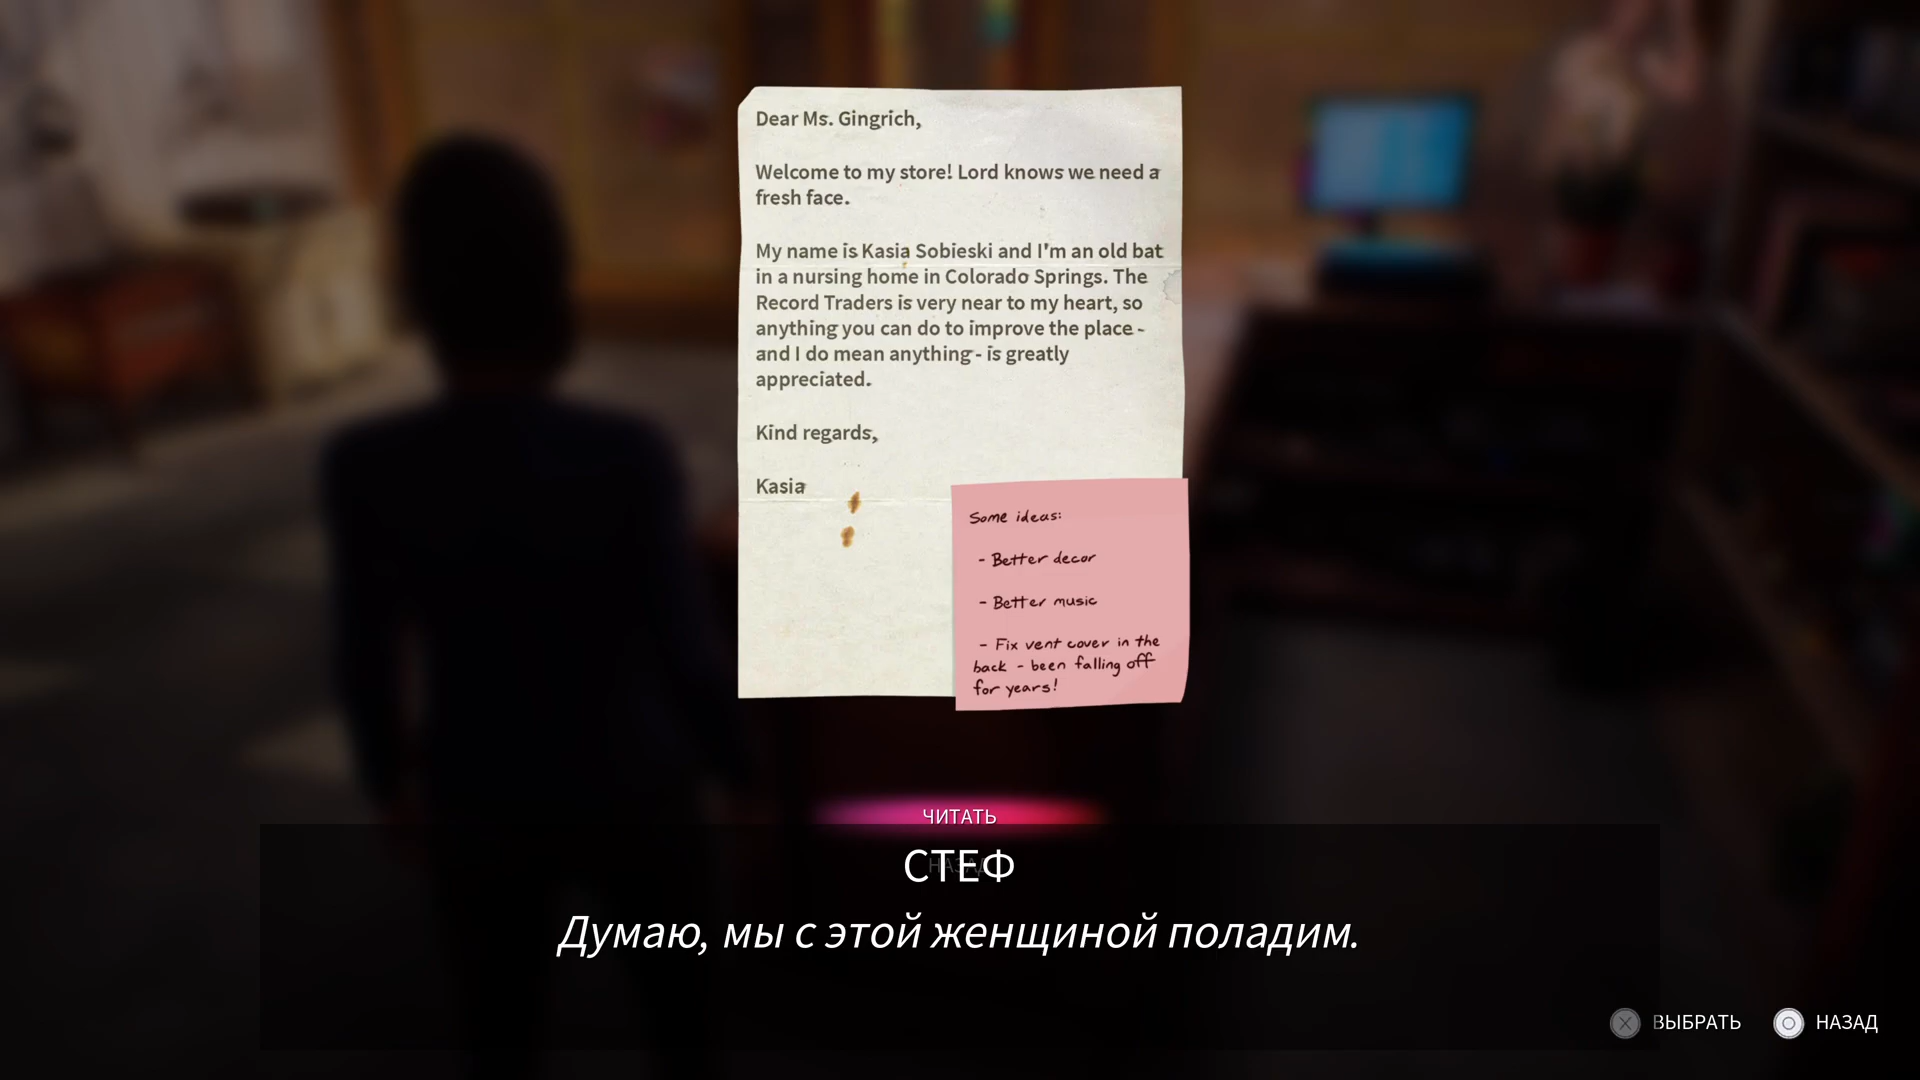 Dear Ms. Gingrich,
Welcome to my store! Lord knows we need a
fresh face.
My name is Kasia Sobieski and I'm an old bat
in a nursing home in Colorado Springs. The
Record Traders is very near to my heart, so
anything you can do to improve the place -
and I do mean anything - is greatly
appreciated.
Kind regards,
Kasia
Some ideas:
- Better decor
- Better music
- Fix vent cover in the
back - been falling off
for years!
ЧИТАТЬ
НАЗАД
СТЕФ
Думаю, мы с этой женщиной поладим.
ВЫБРАТЬ
НАЗАД